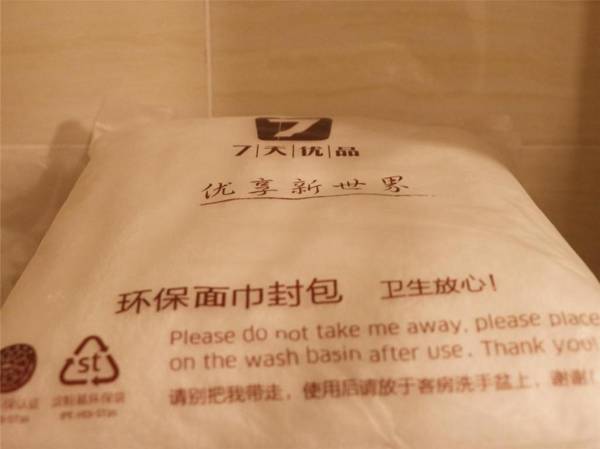 7
7|天|优|品
优享新世界
环保面巾封包 卫生放心!
Please do not take me away, please place
on the wash basin after use. Thank you!
请别把我带走,使用后请放于客房洗手盆上,谢谢!
st